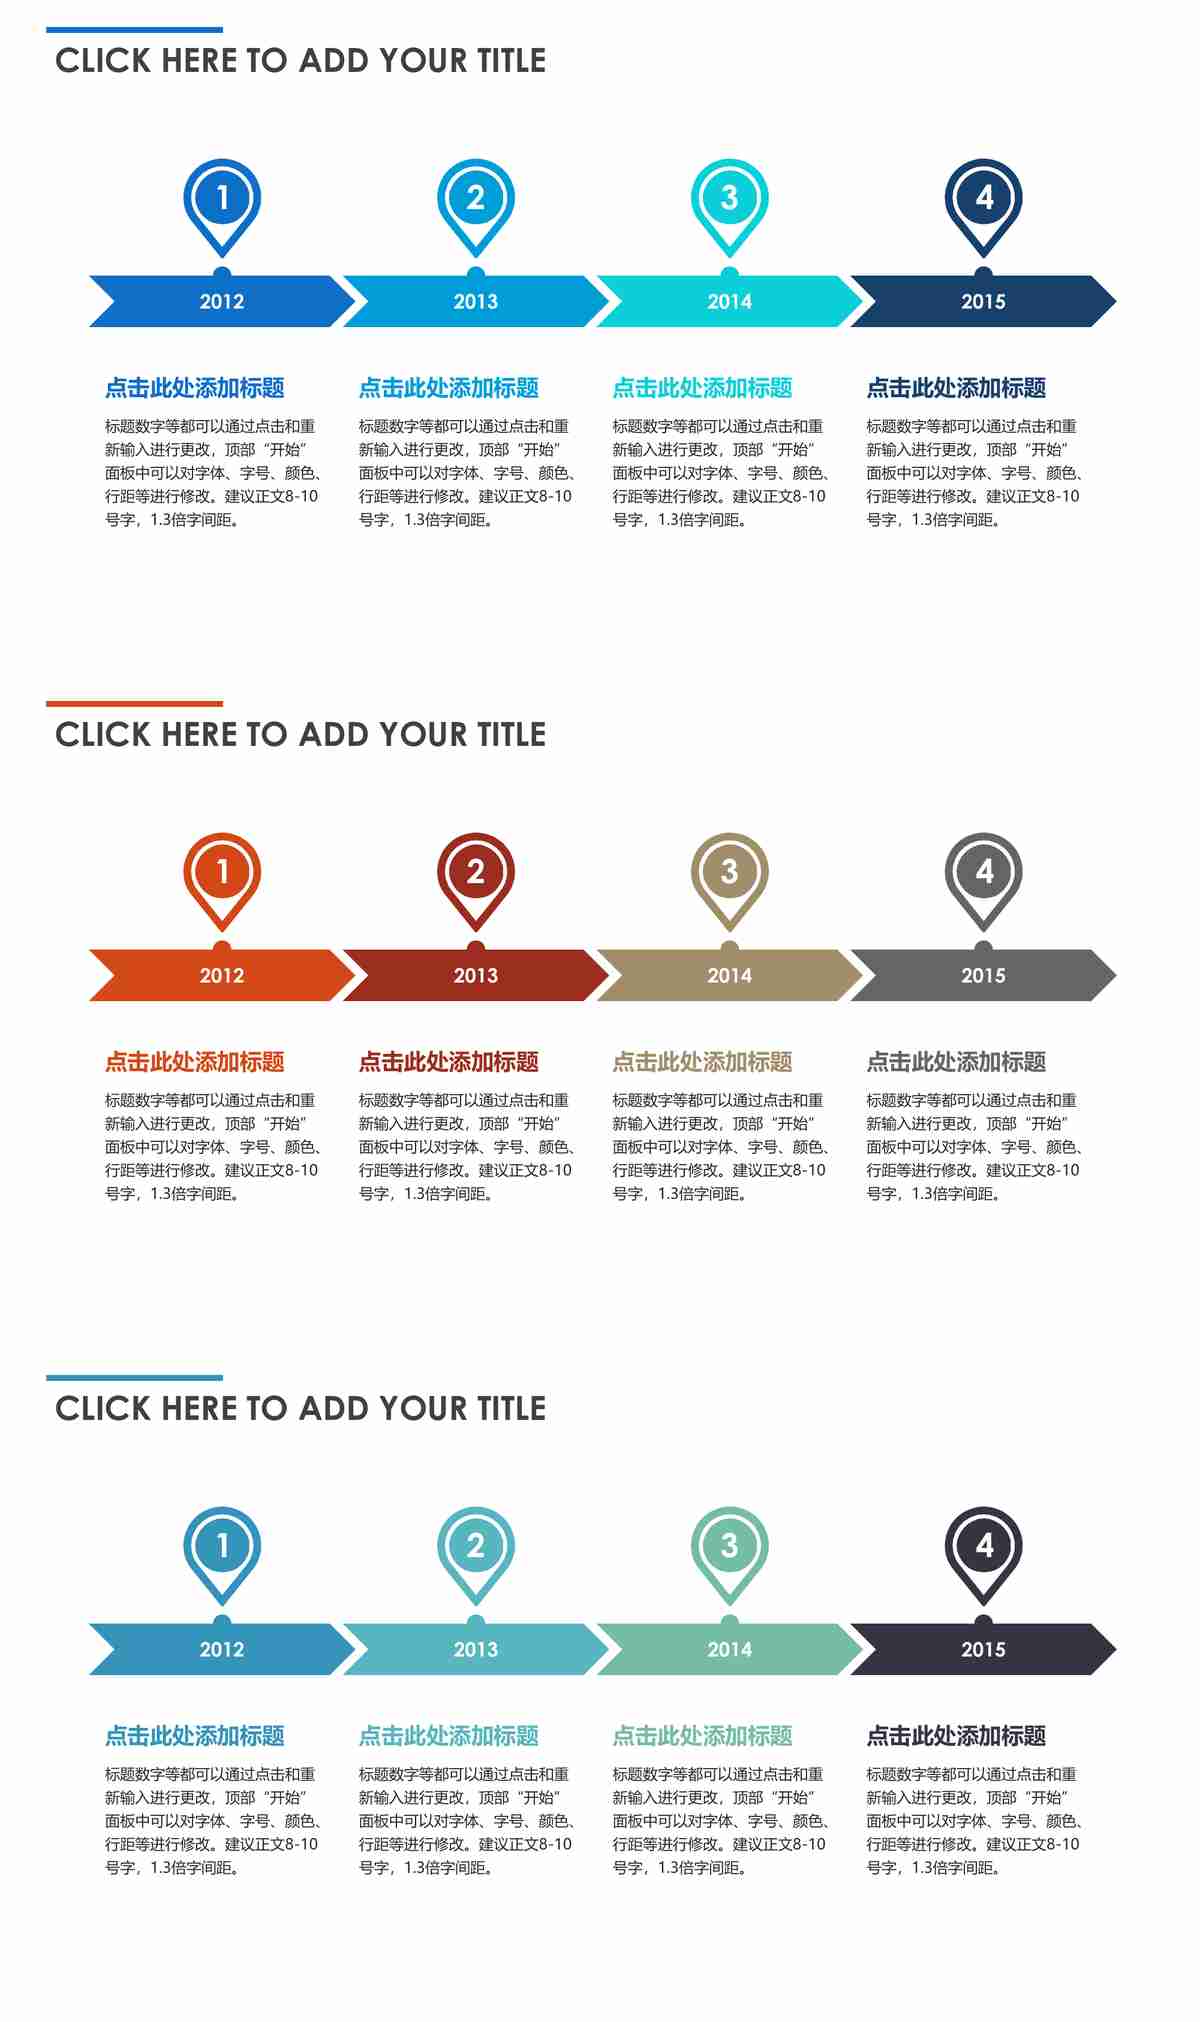 CLICK HERE TO ADD YOUR TITLE
1
2
3
4
2012
2013
2014
2015
点击此处添加标题
标题数字等都可以通过点击和重
新输入进行更改，顶部“开始”
面板中可以对字体、字号、颜色、
行距等进行修改。建议正文8-10
号字，1.3倍字间距。
点击此处添加标题
标题数字等都可以通过点击和重
新输入进行更改，顶部“开始”
面板中可以对字体、字号、颜色、
行距等进行修改。建议正文8-10
号字，1.3倍字间距。
点击此处添加标题
标题数字等都可以通过点击和重
新输入进行更改，顶部“开始”
面板中可以对字体、字号、颜色、
行距等进行修改。建议正文8-10
号字，1.3倍字间距。
点击此处添加标题
标题数字等都可以通过点击和重
新输入进行更改，顶部“开始”
面板中可以对字体、字号、颜色、
行距等进行修改。建议正文8-10
号字，1.3倍字间距。
CLICK HERE TO ADD YOUR TITLE
1
2
3
4
2012
2013
2014
2015
点击此处添加标题
标题数字等都可以通过点击和重
新输入进行更改，顶部“开始”
面板中可以对字体、字号、颜色、
行距等进行修改。建议正文8-10
号字，1.3倍字间距。
点击此处添加标题
标题数字等都可以通过点击和重
新输入进行更改，顶部“开始”
面板中可以对字体、字号、颜色、
行距等进行修改。建议正文8-10
号字，1.3倍字间距。
点击此处添加标题
标题数字等都可以通过点击和重
新输入进行更改，顶部“开始”
面板中可以对字体、字号、颜色、
行距等进行修改。建议正文8-10
号字，1.3倍字间距。
点击此处添加标题
标题数字等都可以通过点击和重
新输入进行更改，顶部“开始”
面板中可以对字体、字号、颜色、
行距等进行修改。建议正文8-10
号字，1.3倍字间距。
CLICK HERE TO ADD YOUR TITLE
1
2
3
4
2012
2013
2014
2015
点击此处添加标题
标题数字等都可以通过点击和重
新输入进行更改，顶部“开始”
面板中可以对字体、字号、颜色、
行距等进行修改。建议正文8-10
号字，1.3倍字间距。
点击此处添加标题
标题数字等都可以通过点击和重
新输入进行更改，顶部“开始”
面板中可以对字体、字号、颜色、
行距等进行修改。建议正文8-10
号字，1.3倍字间距。
点击此处添加标题
标题数字等都可以通过点击和重
新输入进行更改，顶部“开始”
面板中可以对字体、字号、颜色、
行距等进行修改。建议正文8-10
号字，1.3倍字间距。
点击此处添加标题
标题数字等都可以通过点击和重
新输入进行更改，顶部“开始”
面板中可以对字体、字号、颜色、
行距等进行修改。建议正文8-10
号字，1.3倍字间距。